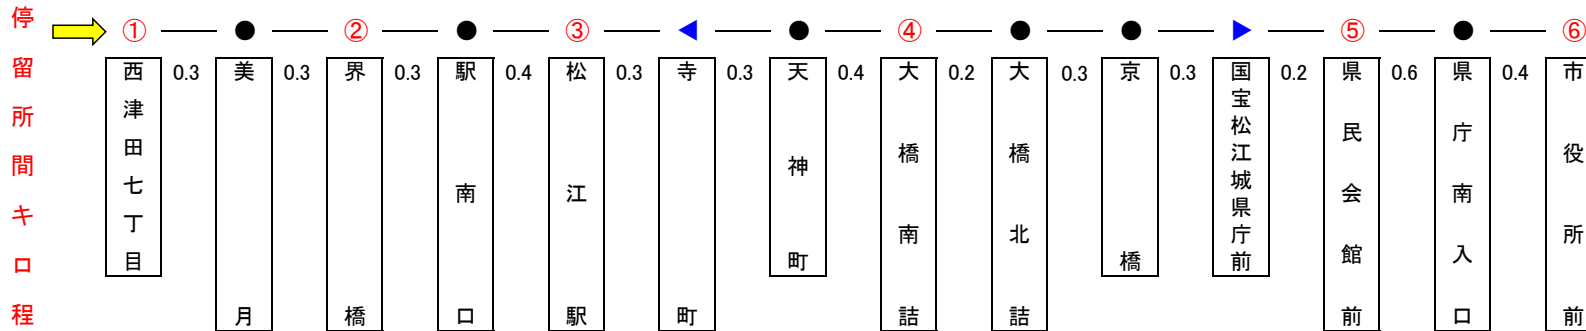 停留所間キロ程
① ● ② ● ③ ◀ ● ④ ● ● ▶ ⑤ ● ⑥
西津田七丁目
0.3
美月
0.3
界橋
0.3
駅南口
0.4
松江駅
0.3
寺町
0.3
天神町
0.4
大橋南詰
0.2
大橋北詰
0.3
京橋
0.3
国宝松江城県庁前
0.2
県民会館前
0.6
県庁南入口
0.4
市役所前